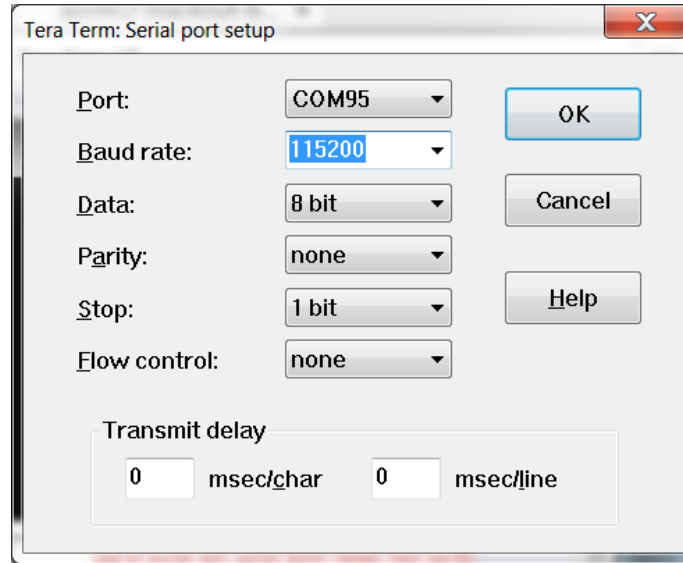 Tera Term: Serial port setup
Port: COM95 OK
Baud rate: 115200
Data: 8 bit Cancel
Parity: none
Stop: 1 bit Help
Flow control: none
Transmit delay
0 msec/char 0 msec/line